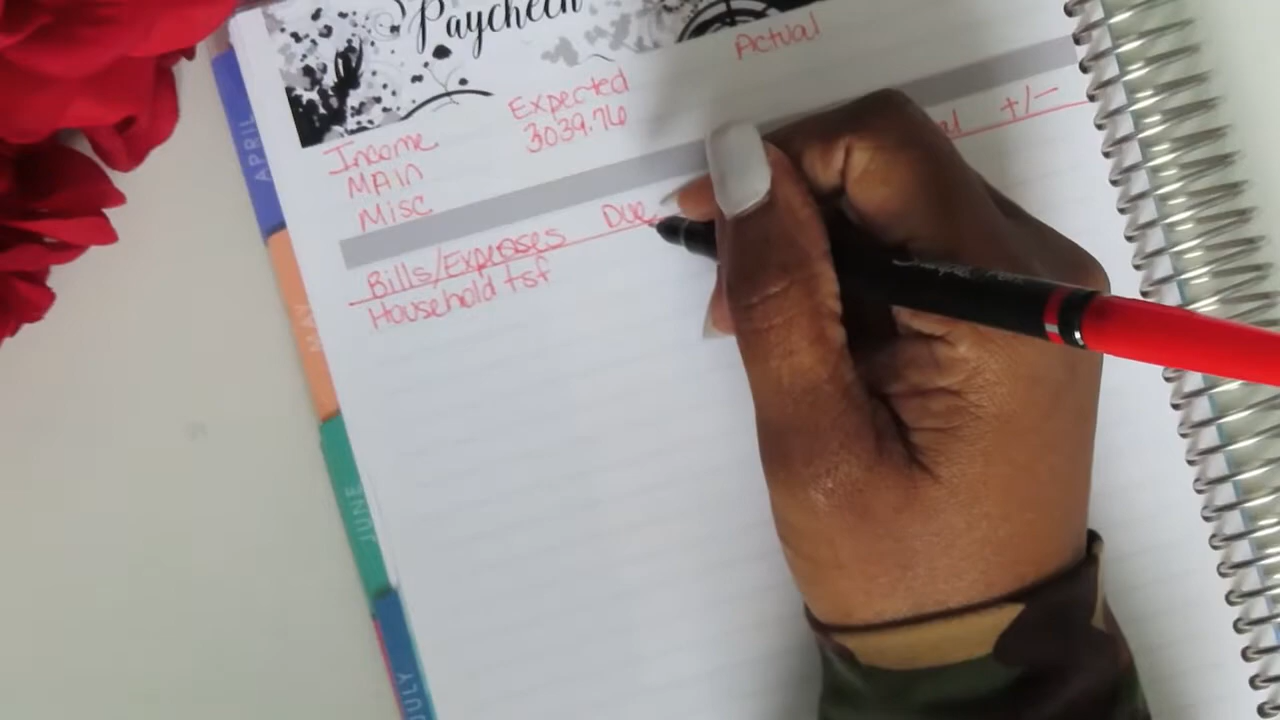 Paycheck
Expected Actual
Income 3039.76
MAIN
MISC
Bills/Expenses Due +/-
Household tsf
APRIL
MAY
JUNE
JULY